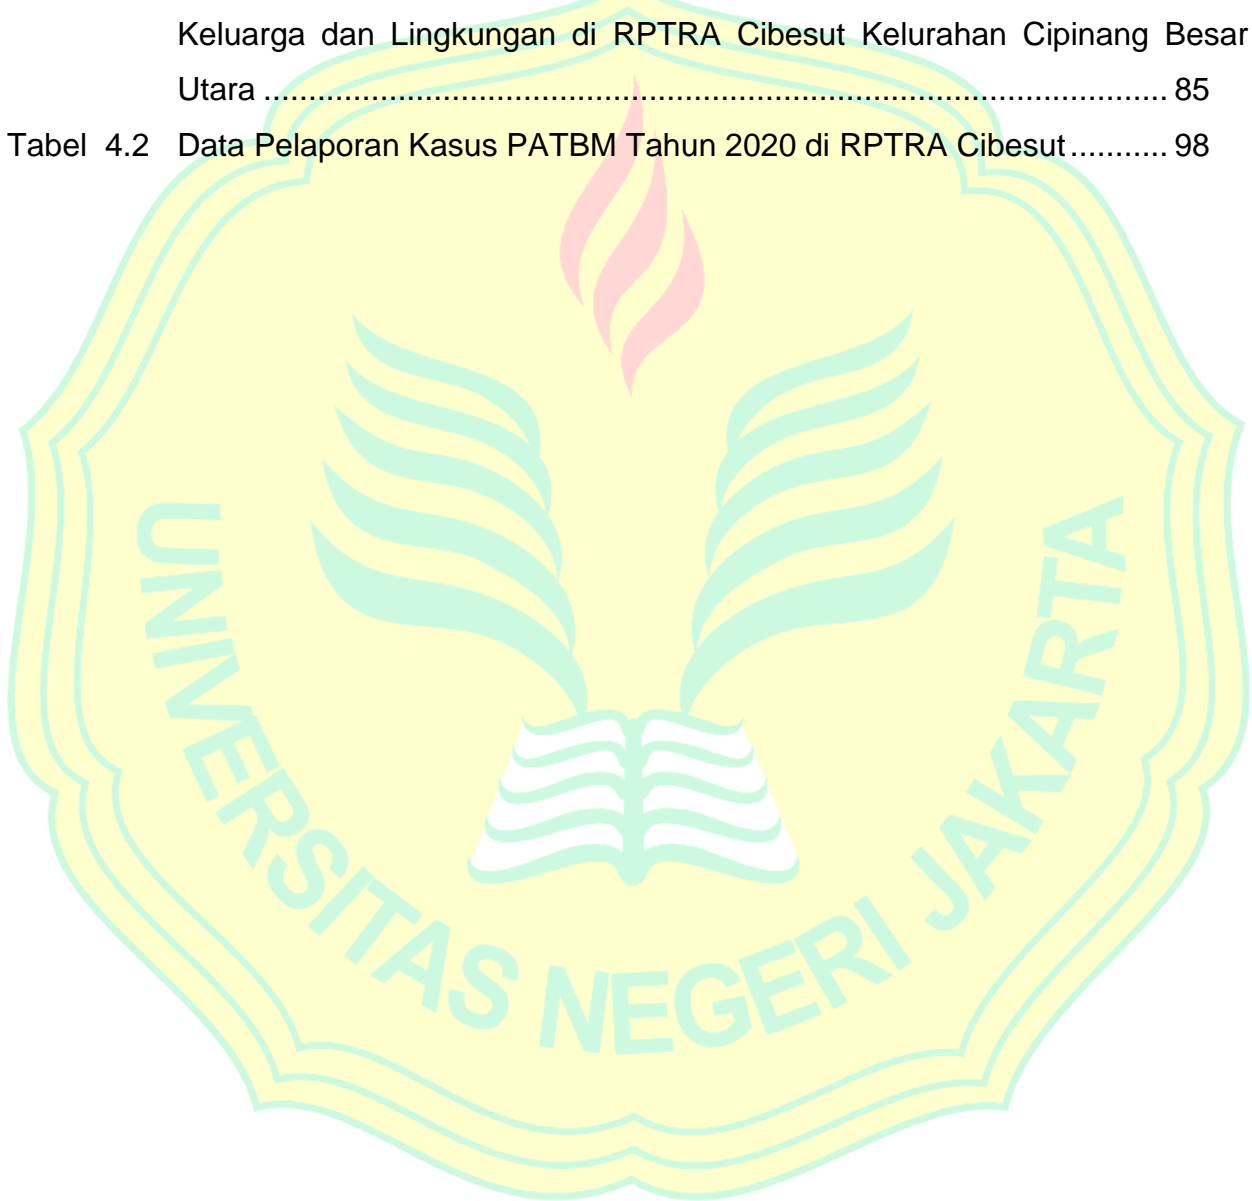 Keluarga dan Lingkungan di RPTRA Cibesut Kelurahan Cipinang Besar
Utara ..................................................................................................... 85
Tabel 4.2 Data Pelaporan Kasus PATBM Tahun 2020 di RPTRA Cibesut ........... 98
UNIVERSITAS NEGERI JAKARTA